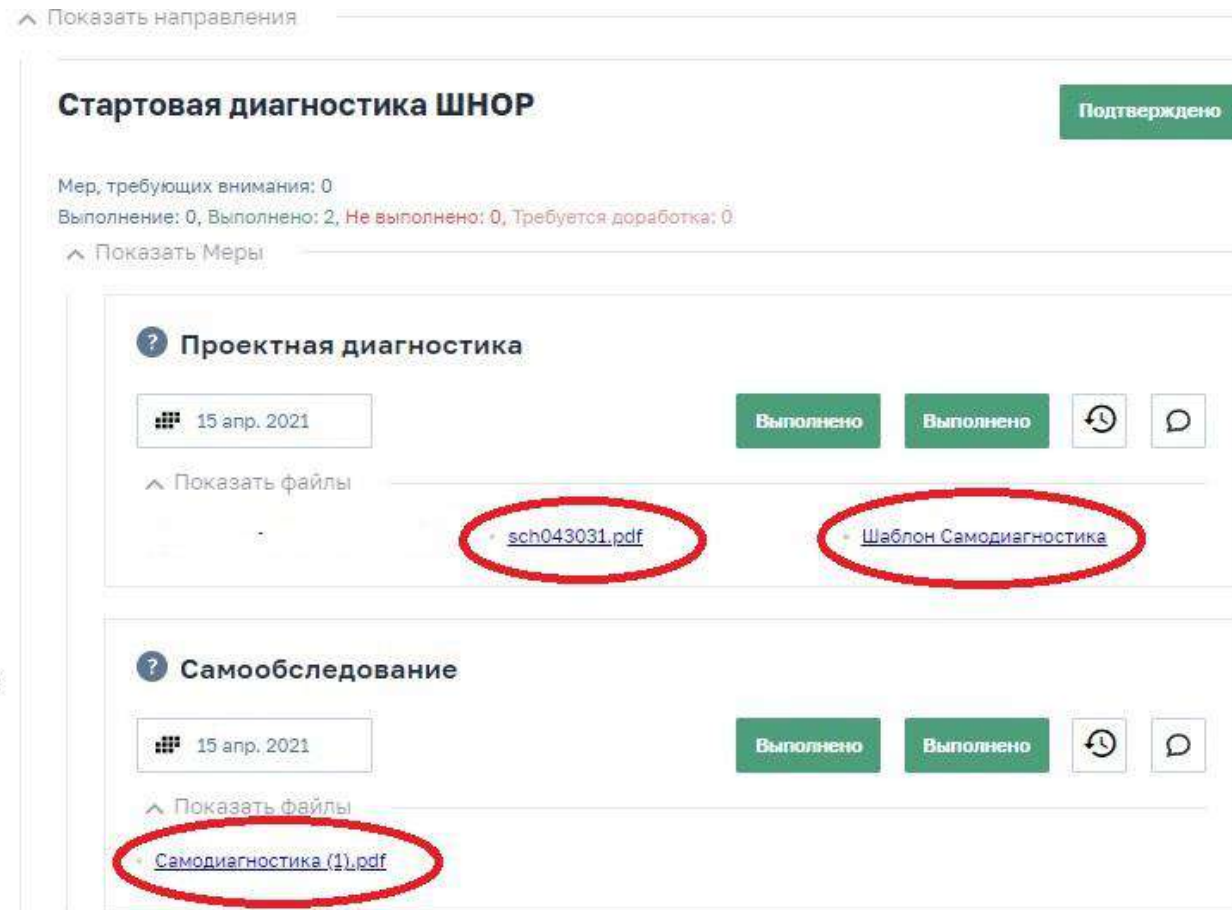 Показать направления
Стартовая диагностика ШНОР
Подтверждено
Мер, требующих внимания: 0
Выполнение: 0, Выполнено: 2, Не выполнено: 0, Требуется доработка: 0
Показать Меры
? Проектная диагностика
15 апр. 2021 Выполнено Выполнено
Показать файлы
- sch043031.pdf Шаблон Самодиагностика
? Самообследование
15 апр. 2021 Выполнено Выполнено
Показать файлы
Самодиагностика (1).pdf